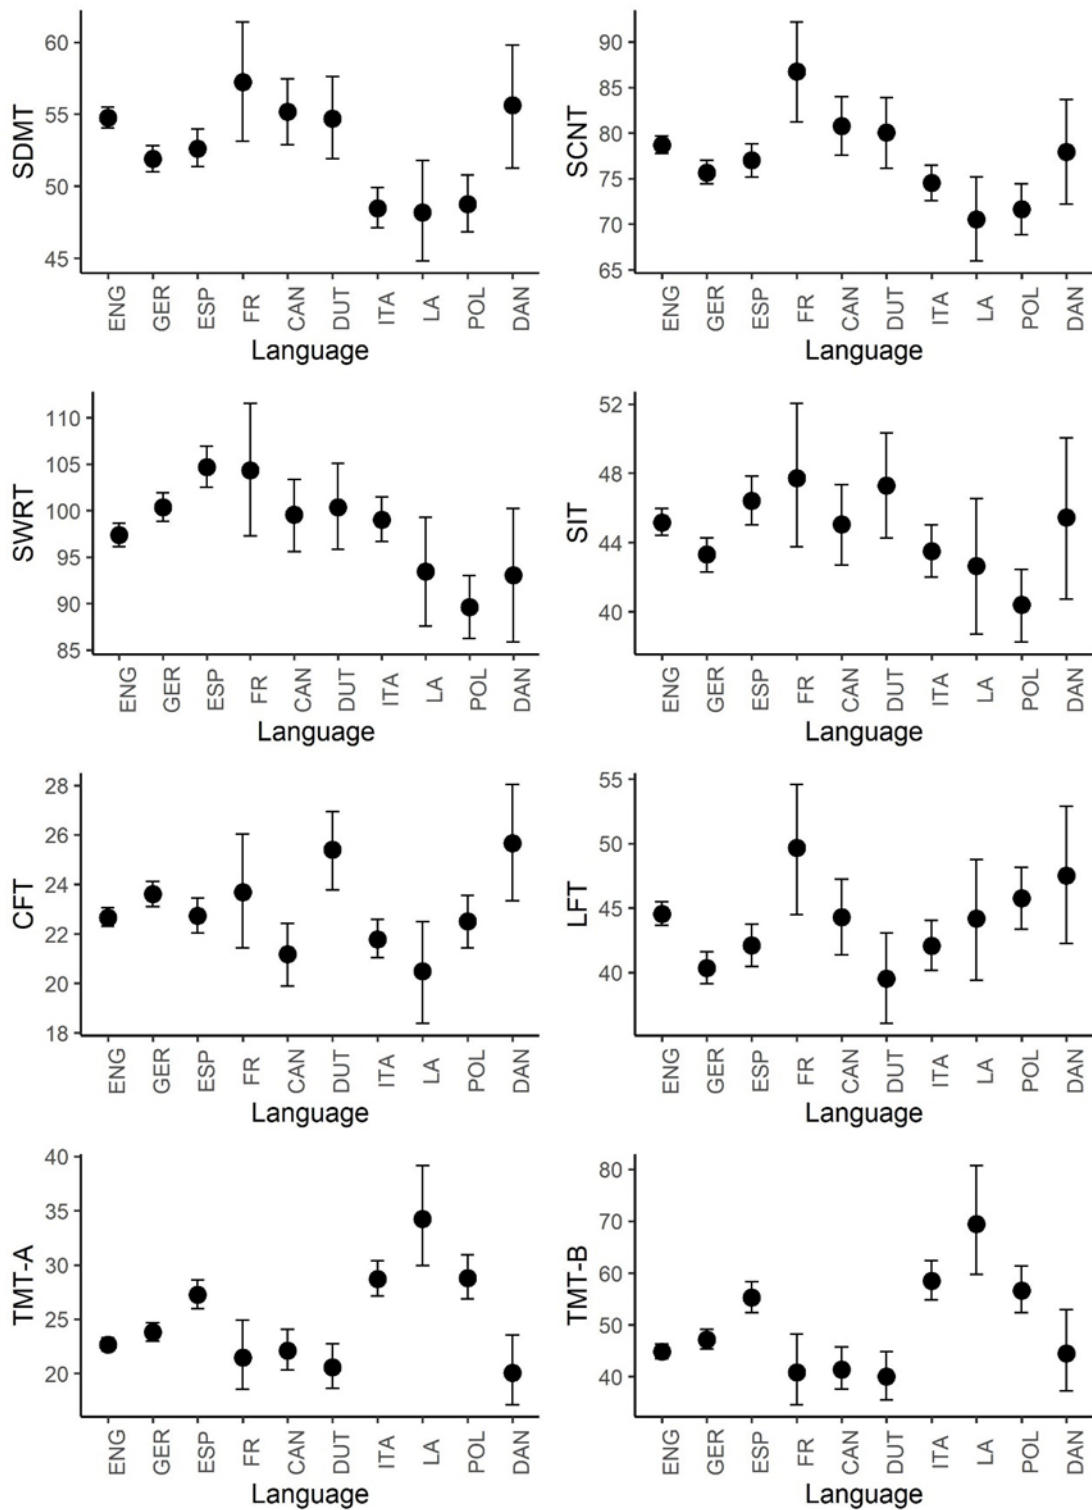 SDMT
60
55
50
45
ENG GER ESP FR CAN DUT ITA LA POL DAN
Language
SCNT
90
85
80
75
70
65
ENG GER ESP FR CAN DUT ITA LA POL DAN
Language
SWRT
110
105
100
95
90
85
ENG GER ESP FR CAN DUT ITA LA POL DAN
Language
SIT
52
48
44
40
ENG GER ESP FR CAN DUT ITA LA POL DAN
Language
CFT
28
26
24
22
20
18
ENG GER ESP FR CAN DUT ITA LA POL DAN
Language
LFT
55
50
45
40
ENG GER ESP FR CAN DUT ITA LA POL DAN
Language
TMT-A
40
35
30
25
20
ENG GER ESP FR CAN DUT ITA LA POL DAN
Language
TMT-B
80
70
60
50
40
ENG GER ESP FR CAN DUT ITA LA POL DAN
Language